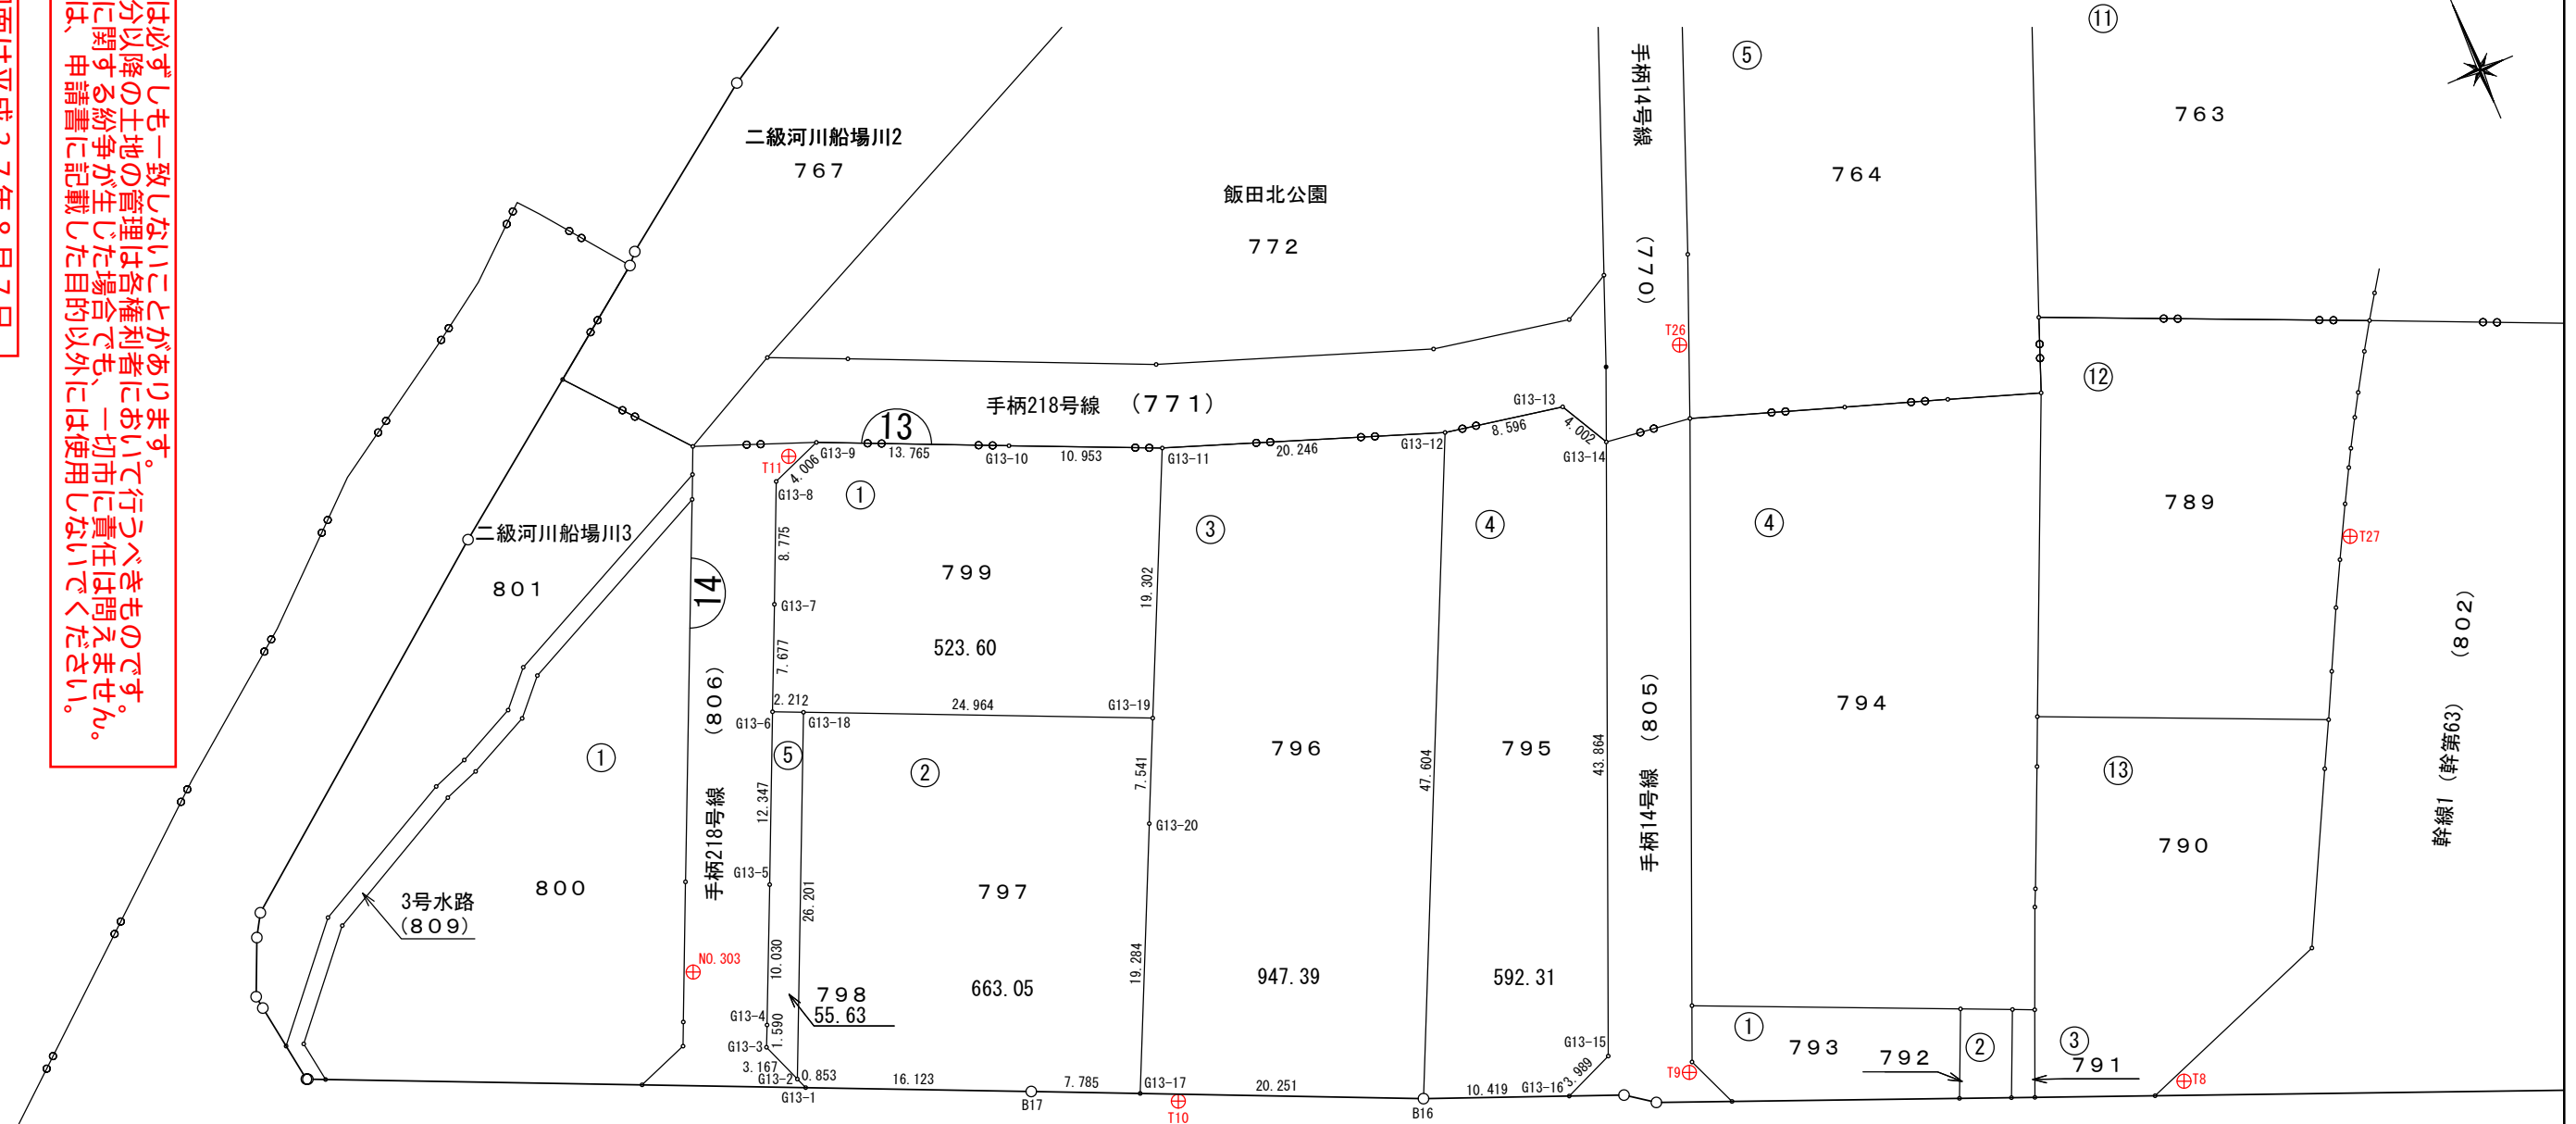 は必ずしも一致しないことがあります。
分以降の土地の管理は各権利者において行うべきものです。
に関する紛争が生じた場合でも、一切市に責任は問えません。
は、申請書に記載した目的以外には使用しないでください。
二級河川船場川2
767
飯田北公園
772
手柄14号線
(770)
⑤
764
⑪
763
T26
手柄218号線 (771)
13
T11
4.006
G13-9
13.765
G13-10
10.953
G13-11
20.246
G13-12
8.596
G13-13
4.002
G13-14
G13-8
①
③
④
④
⑫
789
T27
二級河川船場川3
801
14
8.775
G13-7
7.677
799
523.60
19.302
2.212
24.964
G13-19
G13-6
G13-18
手柄218号線 (806)
⑤
②
①
12.347
7.541
G13-20
796
47.604
795
43.864
手柄14号線 (805)
794
⑬
790
幹線1 (幹第63) (802)
800
3号水路
(809)
G13-5
26.201
797
10.030
19.284
NO.303
798
55.63
663.05
947.39
592.31
G13-4
1.590
G13-3
3.167
G13-2
0.853
G13-1
16.123
B17
7.785
G13-17
T10
20.251
B16
10.419
G13-16
3.989
G13-15
T9
①
793
792
②
③
791
T8